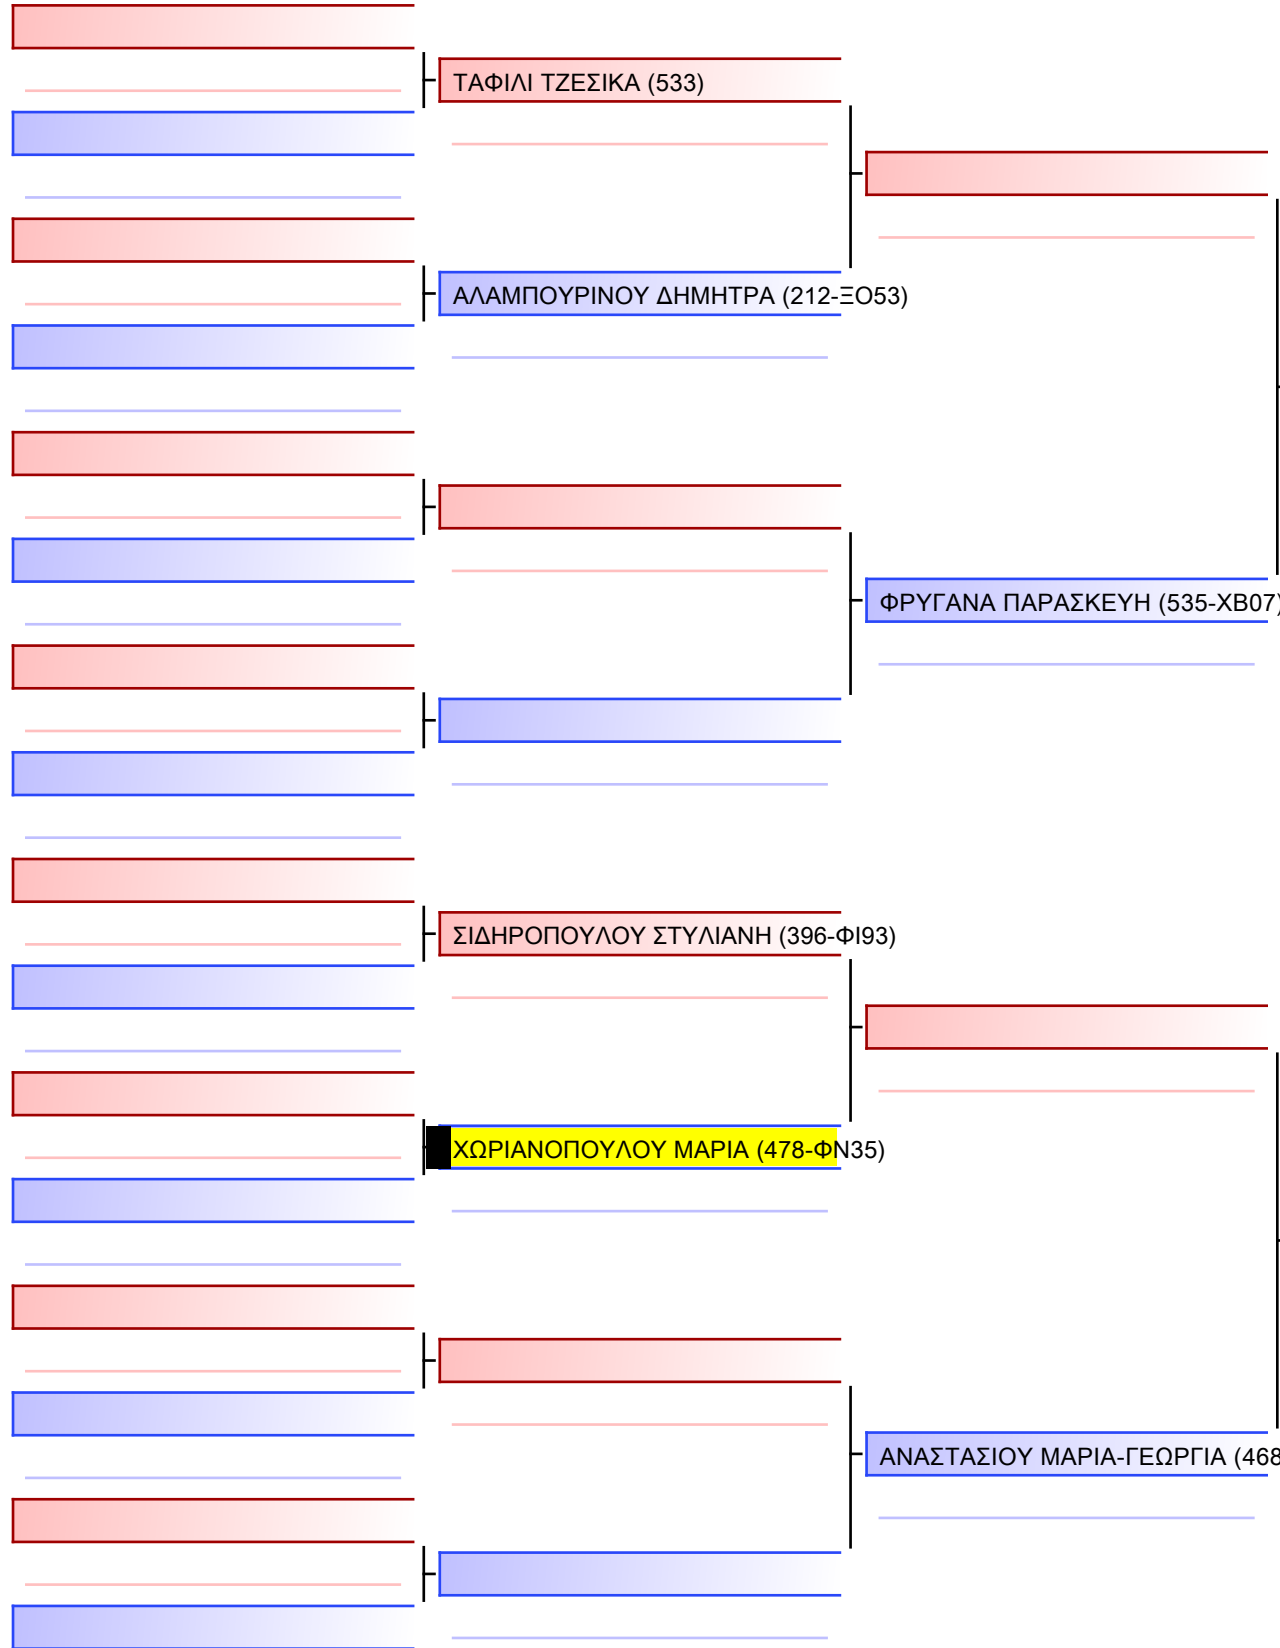 ΤΑΦΙΛΙ ΤΖΕΣΙΚΑ (533)
ΑΛΑΜΠΟΥΡΙΝΟΥ ΔΗΜΗΤΡΑ (212-ΞΟ53)
ΦΡΥΓΑΝΑ ΠΑΡΑΣΚΕΥΗ (535-ΧΒ07)
ΣΙΔΗΡΟΠΟΥΛΟΥ ΣΤΥΛΙΑΝΗ (396-ΦΙ93)
ΧΩΡΙΑΝΟΠΟΥΛΟΥ ΜΑΡΙΑ (478-ΦΝ35)
ΑΝΑΣΤΑΣΙΟΥ ΜΑΡΙΑ-ΓΕΩΡΓΙΑ (468